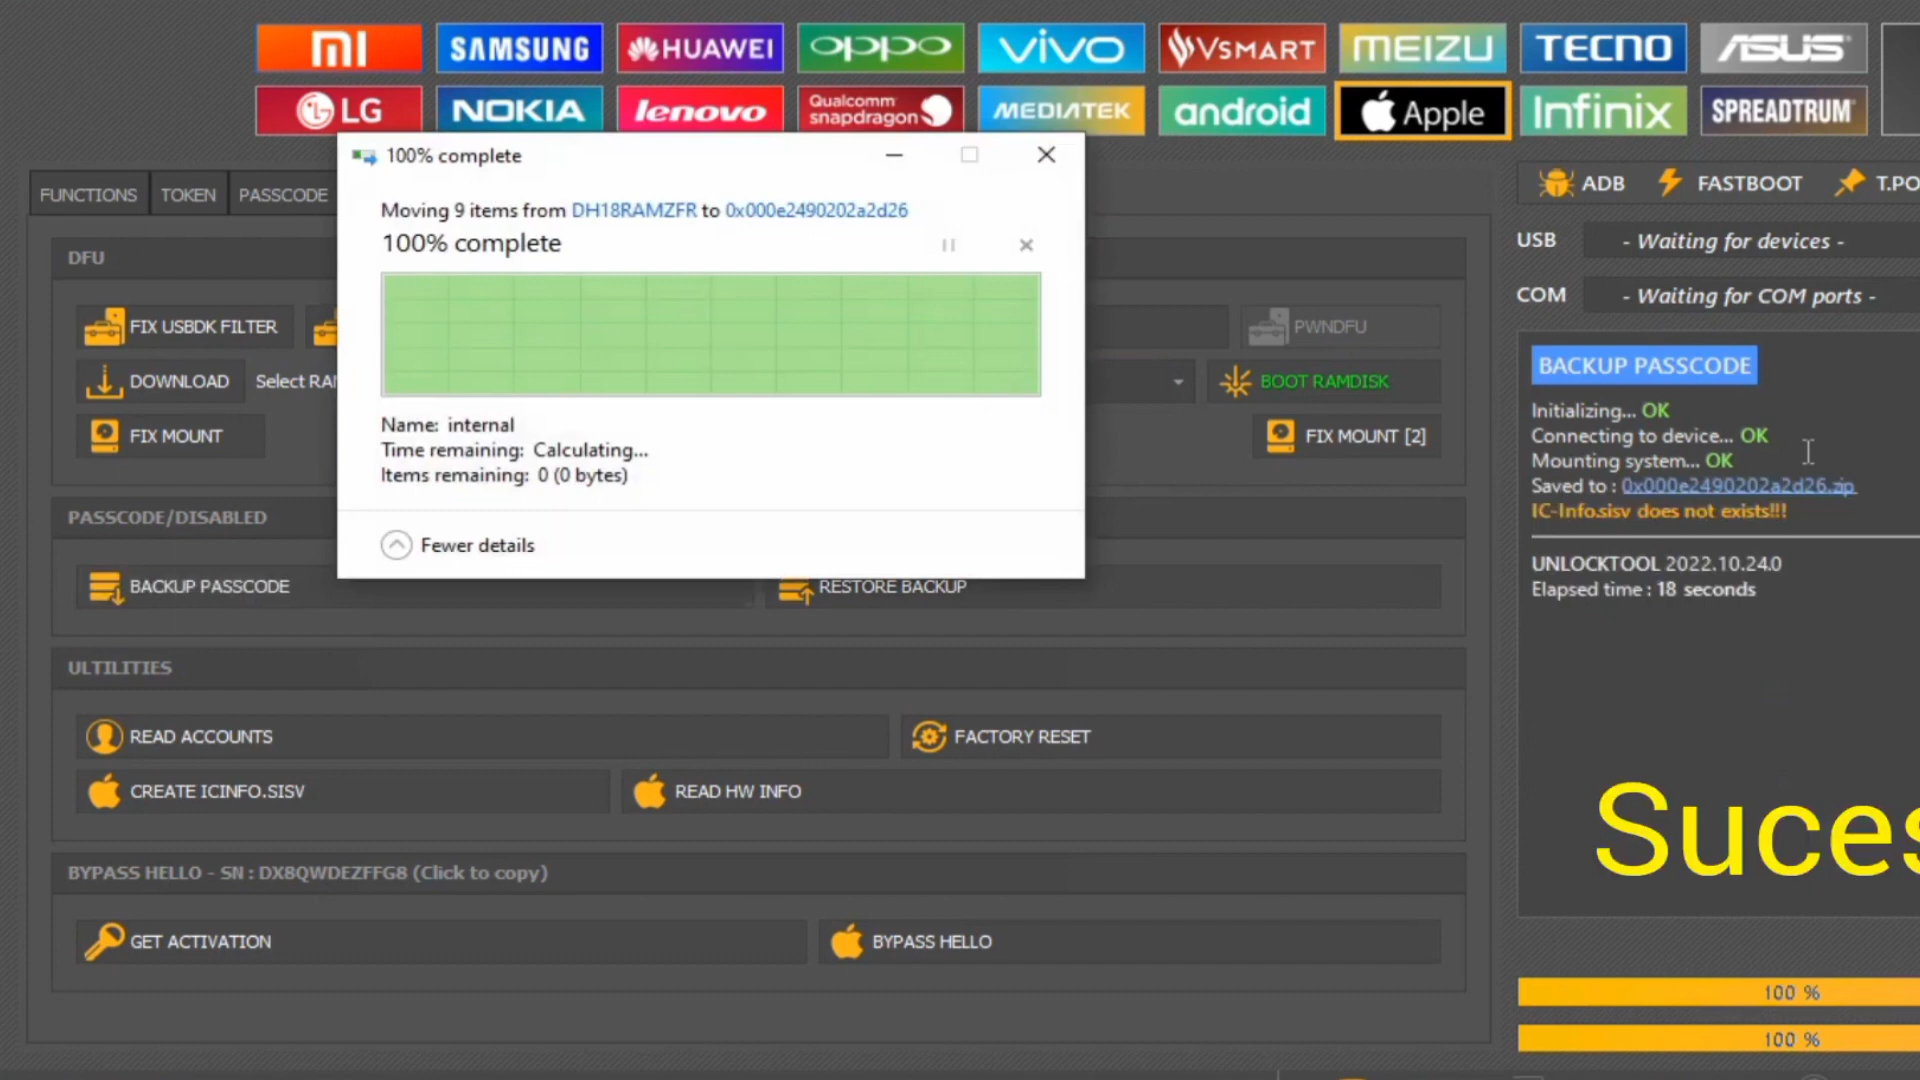 mi
SAMSUNG
HUAWEI
oppo
vivo
VSMART
MEIZU
TECNO
ASUS
LG
NOKIA
lenovo
Qualcomm
snapdragon
MEDIATEK
android
Apple
Infinix
SPREADTRUM
100% complete
FUNCTIONS
TOKEN
PASSCODE
Moving 9 items from DH18RAMZFR to 0x000e2490202a2d26
100% complete
Name: internal
Time remaining: Calculating...
Items remaining: 0 (0 bytes)
Fewer details
DFU
FIX USBDK FILTER
PWNDFU
DOWNLOAD
Select RA
BOOT RAMDISK
FIX MOUNT
FIX MOUNT [2]
PASSCODE/DISABLED
BACKUP PASSCODE
RESTORE BACKUP
ULTILITIES
READ ACCOUNTS
FACTORY RESET
CREATE ICINFO.SISV
READ HW INFO
BYPASS HELLO - SN : DX8QWDEZFFG8 (Click to copy)
GET ACTIVATION
BYPASS HELLO
ADB
FASTBOOT
T.PO
USB
- Waiting for devices -
COM
- Waiting for COM ports -
BACKUP PASSCODE
Initializing... OK
Connecting to device... OK
Mounting system... OK
Saved to : 0x000e2490202a2d26.zip
IC-Info.sisv does not exists!!!
UNLOCKTOOL 2022.10.24.0
Elapsed time : 18 seconds
Suces
100 %
100 %